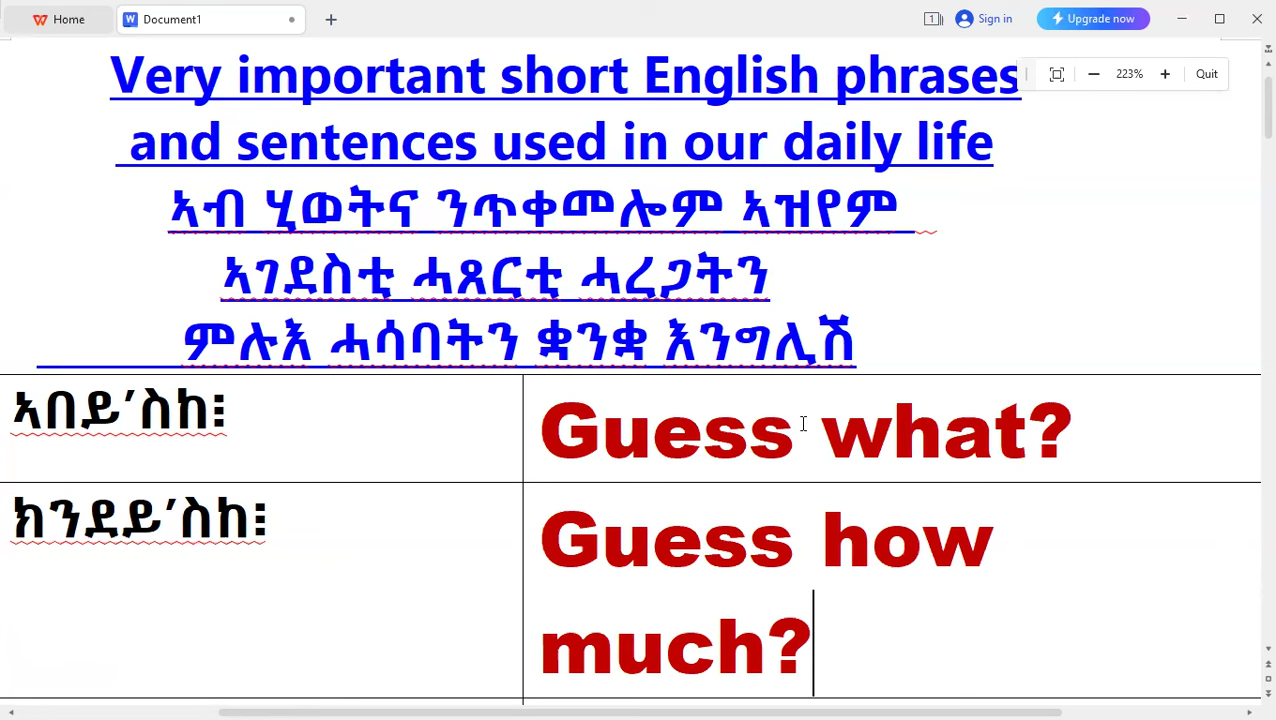 Home
Document1
1
Sign in
Upgrade now
223%
Quit
Very important short English phrases
and sentences used in our daily life
ኣብ ሂወትና ንጥቀመሎም ኣዝዮም
ኣገደስቲ ሓጸርቲ ሓረጋትን
ምሉእ ሓሳባትን ቋንቋ እንግሊሽ
ኣበይ’ስከ፧
Guess what?
ክንደይ’ስከ፧
Guess how
much?